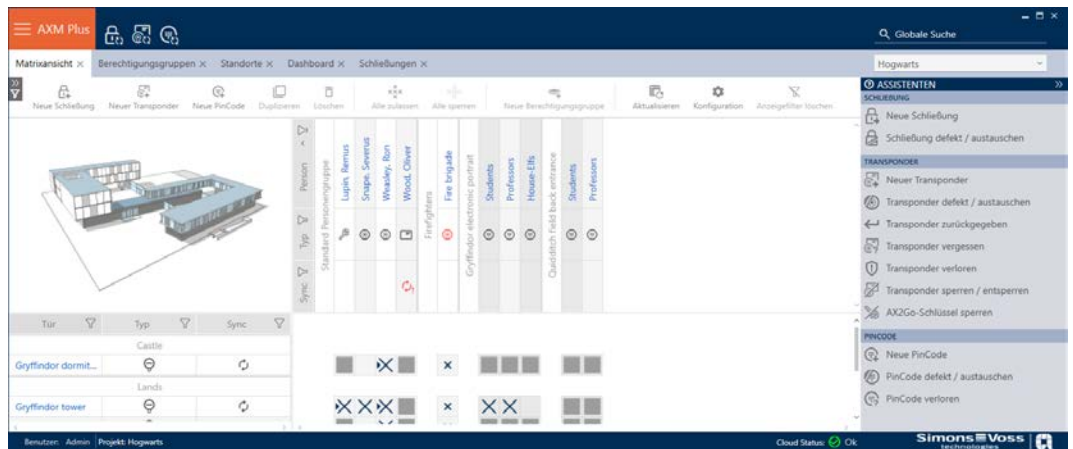 AXM Plus
Globale Suche
Matrixansicht × Berechtigungsgruppen × Standorte × Dashboard × Schließungen ×
Hogwarts
Neue Schließung Neuer Transponder Neue PinCode Duplizieren Löschen Alle zulassen Alle sperren Neue Berechtigungsgruppe Aktualisieren Konfiguration Anzeigefilter löschen
ASSISTENTEN
SCHLIEßUNG
Neue Schließung
Schließung defekt / austauschen
TRANSPONDER
Neuer Transponder
Transponder defekt / austauschen
Transponder zurückgegeben
Transponder vergessen
Transponder verloren
Transponder sperren / entsperren
AX2Go-Schlüssel sperren
PINCODE
Neue PinCode
PinCode defekt / austauschen
PinCode verloren
Person
Typ
Sync
Standard Personengruppe
Lupin, Remus
Snape, Severus
Weasley, Ron
Wood, Oliver
Firefighters
Fire brigade
Gryffindor electronic portrait
Students
Professors
House-Elfs
Quidditch field back entrance
Students
Professors
Tür Typ Sync
Castle
Gryffindor dormit...
Lands
Gryffindor tower
Benutzer: Admin Projekt: Hogwarts
Cloud Status: Ok
Simons Voss
technologies